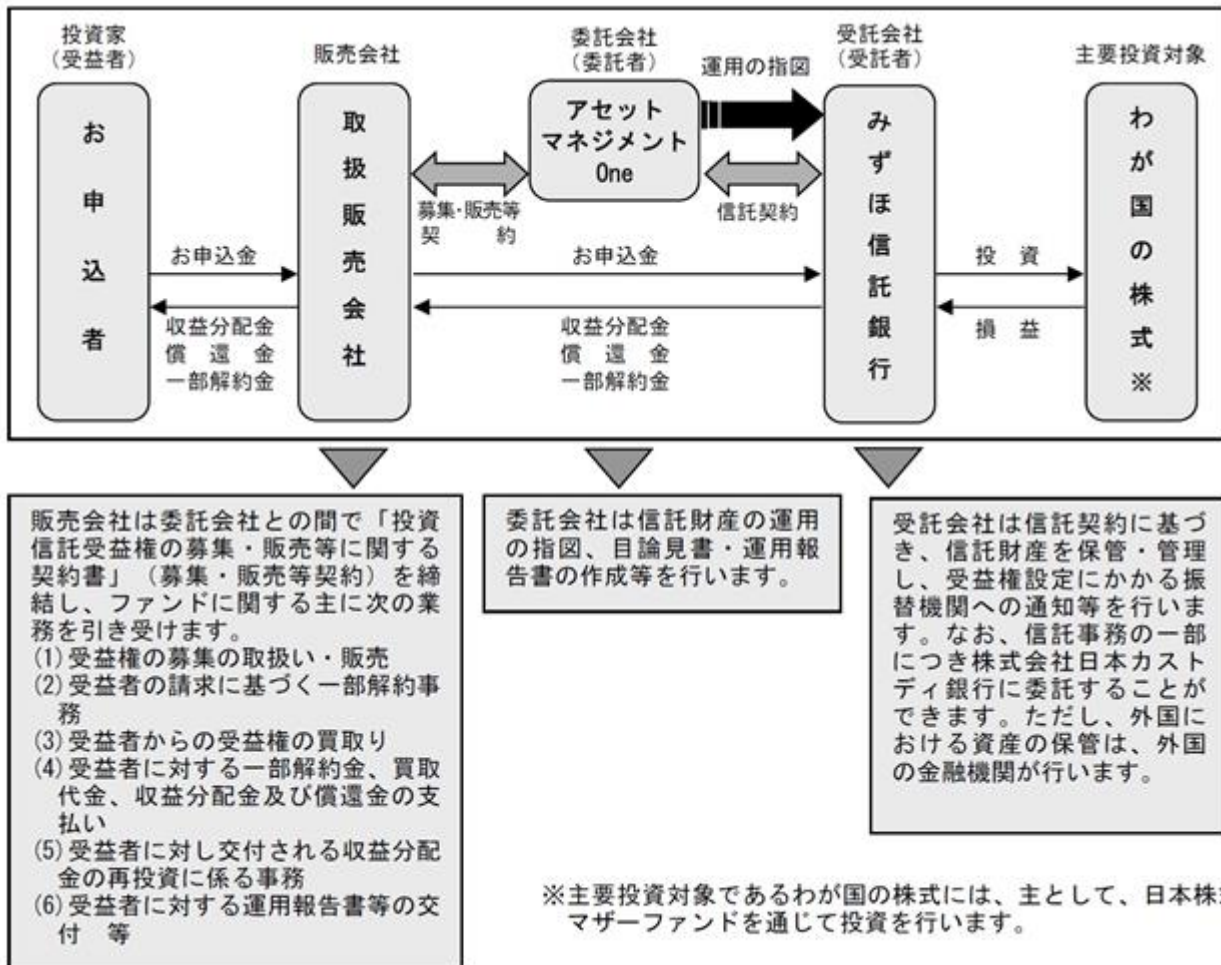 投資家
（受益者）
販売会社
委託会社
（委託者）
運用の指図
受託会社
（受託者）
主要投資対象
お申込者
取扱販売会社
アセット
マネジメント
One
みずほ信託銀行
わが国の株式※
募集・販売等
契　　約
信託契約
お申込金
お申込金
投　資
収益分配金
償　還　金
一部解約金
収益分配金
償　還　金
一部解約金
損　益
販売会社は委託会社との間で「投資
信託受益権の募集・販売等に関する
契約書」（募集・販売等契約）を締
結し、ファンドに関する主に次の業
務を引き受けます。
(1)受益権の募集の取扱い・販売
(2)受益者の請求に基づく一部解約事
務
(3)受益者からの受益権の買取り
(4)受益者に対する一部解約金、買取
代金、収益分配金及び償還金の支
払い
(5)受益者に対し交付される収益分配
金の再投資に係る事務
(6)受益者に対する運用報告書等の交
付　等
委託会社は信託財産の運用
の指図、目論見書・運用報
告書の作成等を行います。
受託会社は信託契約に基づ
き、信託財産を保管・管理
し、受益権設定にかかる振
替機関への通知等を行いま
す。なお、信託事務の一部
につき株式会社日本カスト
ディ銀行に委託することが
できます。ただし、外国に
おける資産の保管は、外国
の金融機関が行います。
※主要投資対象であるわが国の株式には、主として、日本株
マザーファンドを通じて投資を行います。